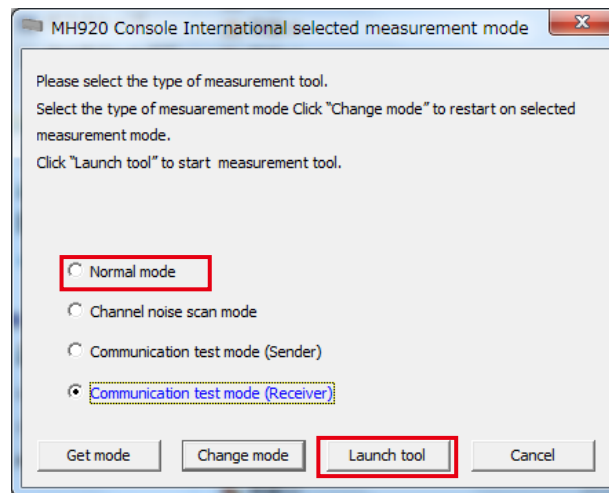 MH920 Console International selected measurement mode
Please select the type of measurement tool.
Select the type of mesuarement mode Click “Change mode” to restart on selected
measurement mode.
Click “Launch tool” to start measurement tool.
Normal mode
Channel noise scan mode
Communication test mode (Sender)
Communication test mode (Receiver)
Get mode Change mode Launch tool Cancel